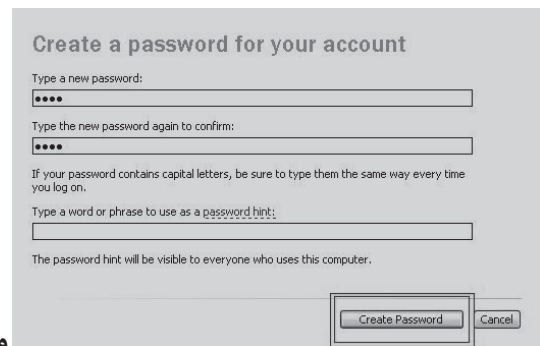 Create a password for your account
Type a new password:
••••
Type the new password again to confirm:
••••
If your password contains capital letters, be sure to type them the same way every time
you log on.
Type a word or phrase to use as a password hint:
The password hint will be visible to everyone who uses this computer.
Create Password Cancel